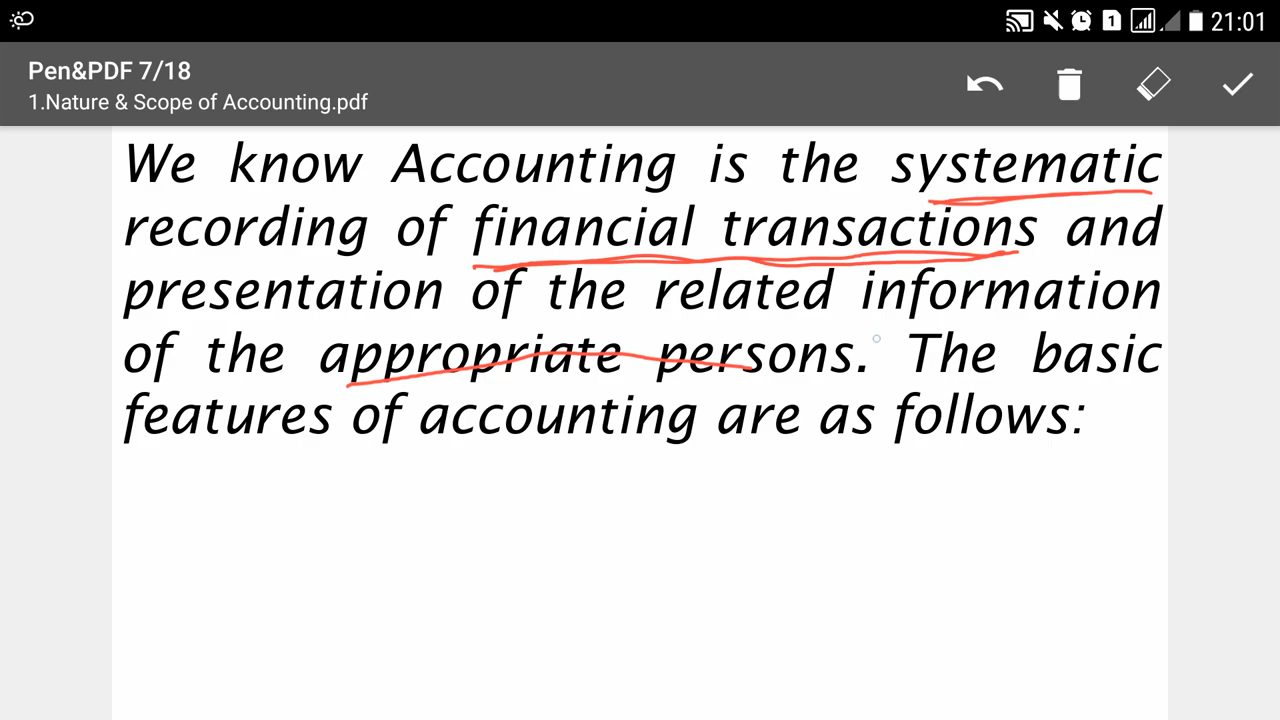 21:01
Pen&PDF 7/18
1.Nature & Scope of Accounting.pdf
We know Accounting is the systematic
recording of financial transactions and
presentation of the related information
of the appropriate persons. The basic
features of accounting are as follows: